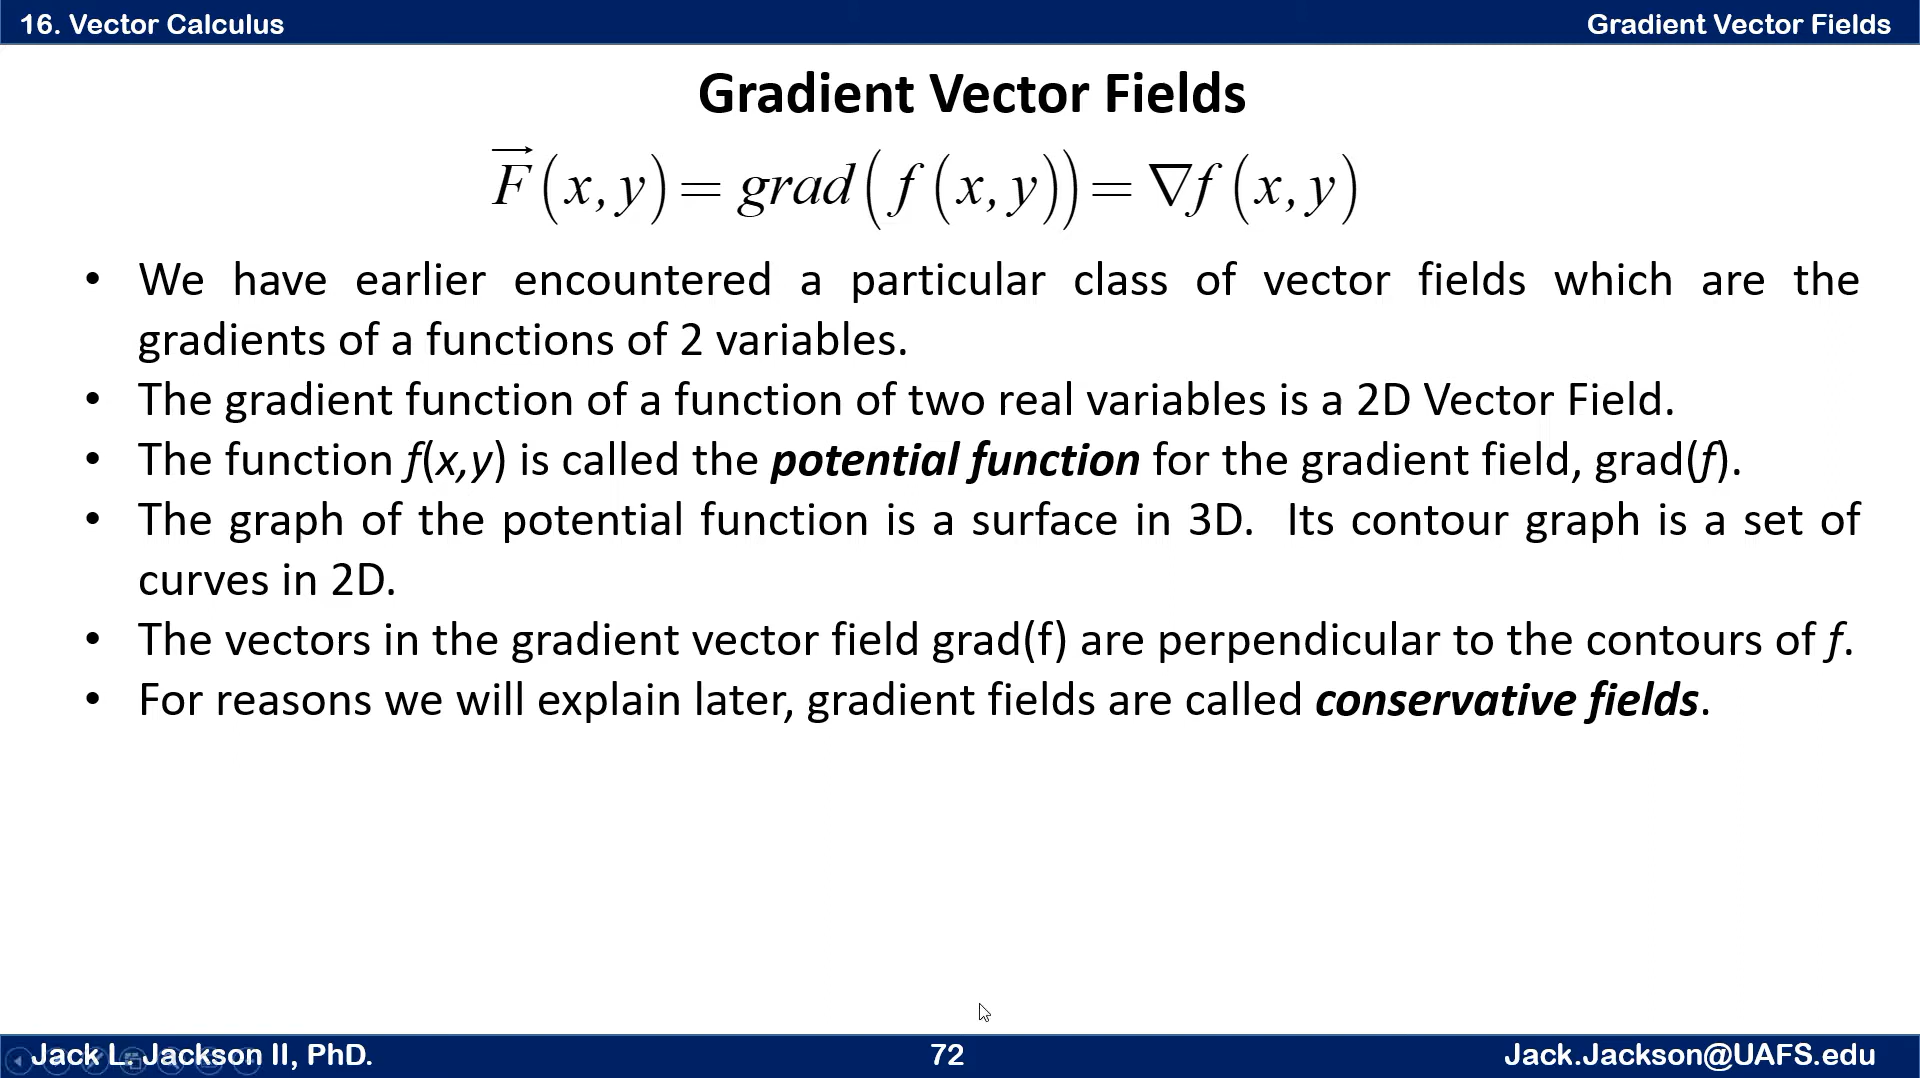 16. Vector Calculus
Gradient Vector Fields
Gradient Vector Fields
$\overrightarrow{F}(x,y) = grad(f(x,y)) = \nabla f(x,y)$
• We have earlier encountered a particular class of vector fields which are the
gradients of a functions of 2 variables.
• The gradient function of a function of two real variables is a 2D Vector Field.
• The function f(x,y) is called the potential function for the gradient field, grad(f).
• The graph of the potential function is a surface in 3D.  Its contour graph is a set of
curves in 2D.
• The vectors in the gradient vector field grad(f) are perpendicular to the contours of f.
• For reasons we will explain later, gradient fields are called conservative fields.
Jack L. Jackson II, PhD.
72
Jack.Jackson@UAFS.edu